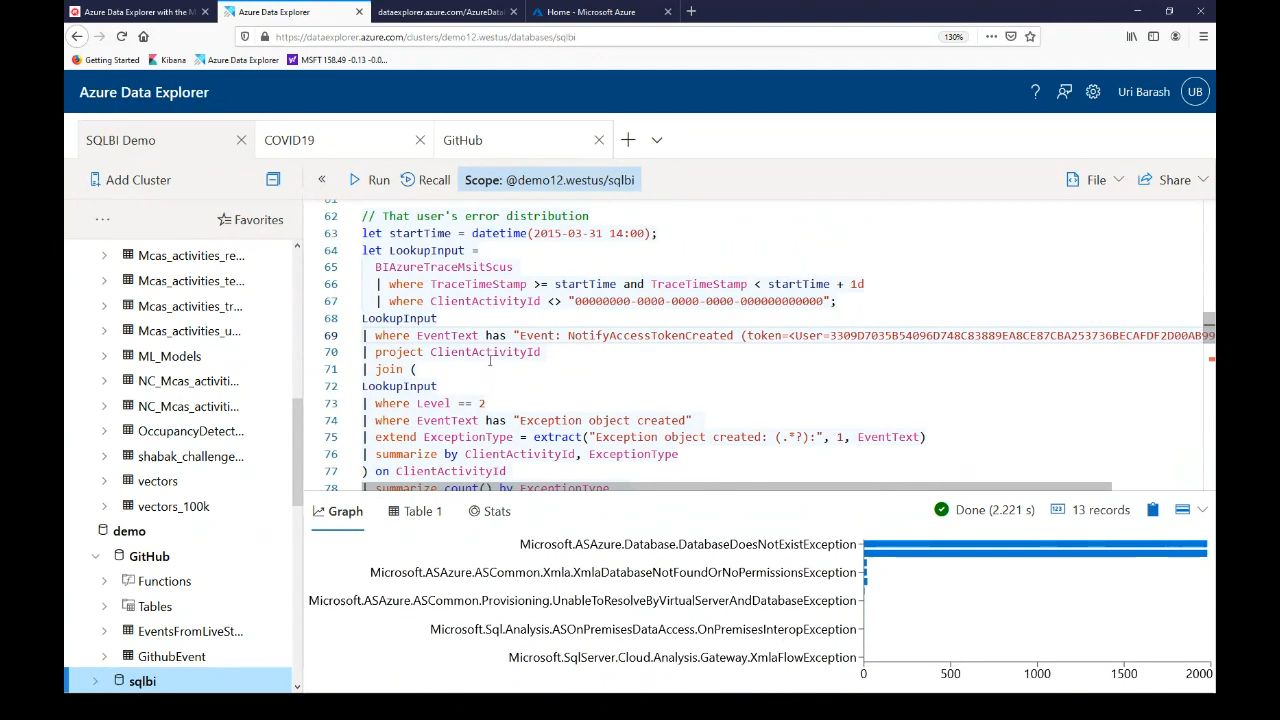 Azure Data Explorer with the M
Azure Data Explorer
dataexplorer.azure.com/AzureData
Home - Microsoft Azure
https://dataexplorer.azure.com/clusters/demo12.westus/databases/sqlbi
130%
Getting Started
Kibana
Azure Data Explorer
MSFT 158.49 -0.13 -0.0...
Azure Data Explorer
? Uri Barash UB
SQLBI Demo
COVID19
GitHub
Add Cluster
Run
Recall
Scope: @demo12.westus/sqlbi
File
Share
... Favorites
Mcas_activities_re...
Mcas_activities_te...
Mcas_activities_tr...
Mcas_activities_u...
ML_Models
NC_Mcas_activiti...
NC_Mcas_activiti...
OccupancyDetect...
shabak_challenge...
vectors
vectors_100k
demo
GitHub
Functions
Tables
EventsFromLiveSt...
GithubEvent
sqlbi
61
62 // That user's error distribution
63 let startTime = datetime(2015-03-31 14:00);
64 let LookupInput =
65 BIAzureTraceMsitScus
66 | where TraceTimeStamp >= startTime and TraceTimeStamp < startTime + 1d
67 | where ClientActivityId <> "00000000-0000-0000-0000-000000000000";
68 LookupInput
69 | where EventText has "Event: NotifyAccessTokenCreated (token=<User=3309D7035B54096D748C83889EA8CE87CBA253736BECAFDF2D00AB99
70 | project ClientActivityId
71 | join (
72 LookupInput
73 | where Level == 2
74 | where EventText has "Exception object created"
75 | extend ExceptionType = extract("Exception object created: (.*?):", 1, EventText)
76 | summarize by ClientActivityId, ExceptionType
77 ) on ClientActivityId
78 | summarize count() by ExceptionType
Graph
Table 1
Stats
Done (2.221 s)
13 records
Microsoft.ASAzure.Database.DatabaseDoesNotExistException
Microsoft.ASAzure.ASCommon.Xmla.XmlaDatabaseNotFoundOrNoPermissionsException
Microsoft.ASAzure.ASCommon.Provisioning.UnableToResolveByVirtualServerAndDatabaseException
Microsoft.Sql.Analysis.ASOnPremisesDataAccess.OnPremisesInteropException
Microsoft.SqlServer.Cloud.Analysis.Gateway.XmlaFlowException
0 500 1000 1500 2000